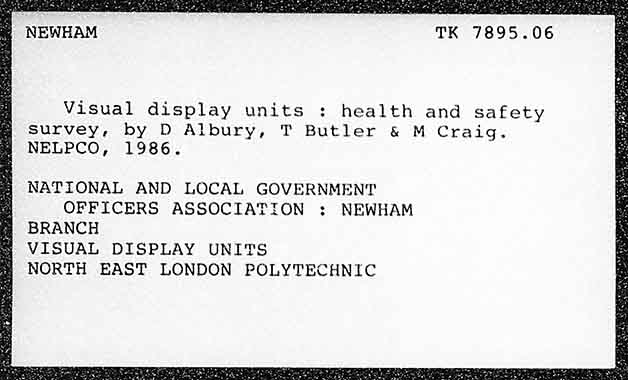 NEWHAM TK 7895.06
Visual display units : health and safety
survey, by D Albury, T Butler & M Craig.
NELPCO, 1986.
NATIONAL AND LOCAL GOVERNMENT
OFFICERS ASSOCIATION : NEWHAM
BRANCH
VISUAL DISPLAY UNITS
NORTH EAST LONDON POLYTECHNIC